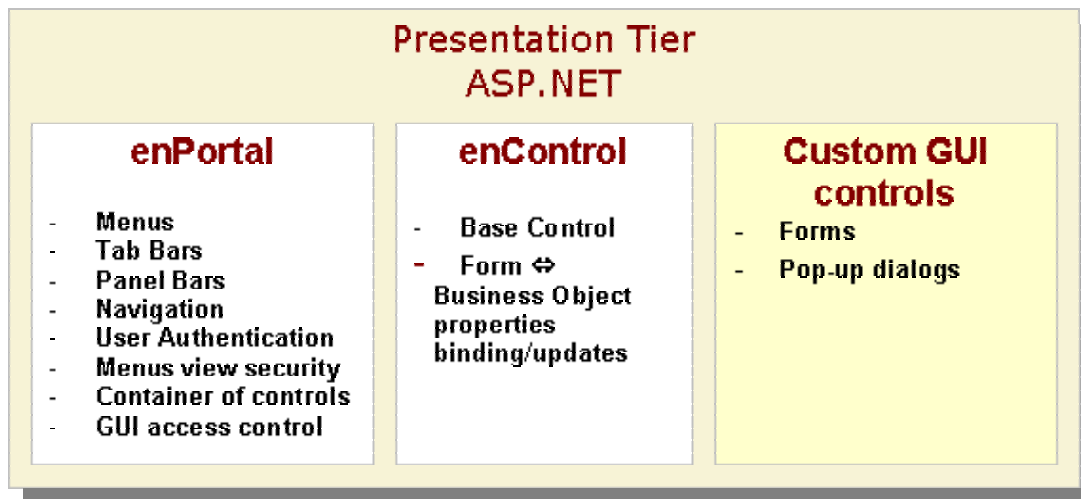 Presentation Tier
ASP.NET
enPortal
- Menus
- Tab Bars
- Panel Bars
- Navigation
- User Authentication
- Menus view security
- Container of controls
- GUI access control
enControl
- Base Control
- Form ⇔
Business Object
properties
binding/updates
Custom GUI
controls
- Forms
- Pop-up dialogs